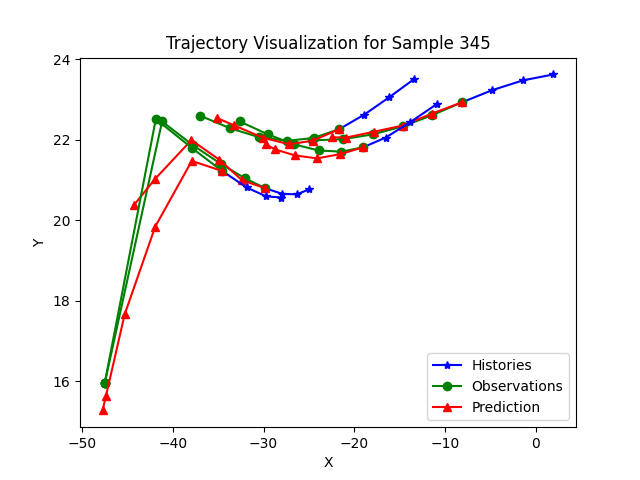 Trajectory Visualization for Sample 345
24
22
20
18
16
Y
−50
−40
−30
−20
−10
0
X
Histories
Observations
Prediction